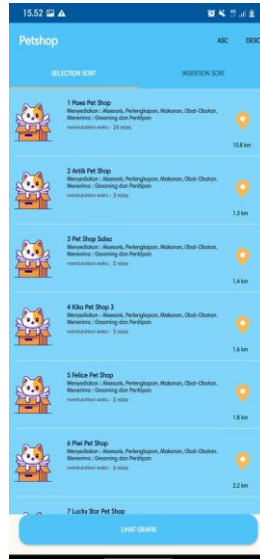 15.52
Petshop
ASC
DESC
SELECTION SORT
INSERTION SORT
1 Paws Pet Shop
Menyediakan : Aksesoris, Perlengkapan, Makanan, Obat-Obatan.
Menerima : Grooming dan Penitipan
membutuhkan waktu : 24 mins
10.8 km
2 Antik Pet Shop
Menyediakan : Aksesoris, Perlengkapan, Makanan, Obat-Obatan.
Menerima : Grooming dan Penitipan
membutuhkan waktu : 3 mins
1.3 km
3 Pet Shop Salsa
Menyediakan : Aksesoris, Perlengkapan, Makanan, Obat-Obatan.
Menerima : Grooming dan Penitipan
membutuhkan waktu : 5 mins
1.4 km
4 Kika Pet Shop 3
Menyediakan : Aksesoris, Perlengkapan, Makanan, Obat-Obatan.
Menerima : Grooming dan Penitipan
membutuhkan waktu : 5 mins
1.6 km
5 Felice Pet Shop
Menyediakan : Aksesoris, Perlengkapan, Makanan, Obat-Obatan.
Menerima : Grooming dan Penitipan
membutuhkan waktu : 5 mins
1.8 km
6 Piwi Pet Shop
Menyediakan : Aksesoris, Perlengkapan, Makanan, Obat-Obatan.
Menerima : Grooming dan Penitipan
membutuhkan waktu : 6 mins
2.2 km
7 Lucky Star Pet Shop
LIHAT GRAFIK